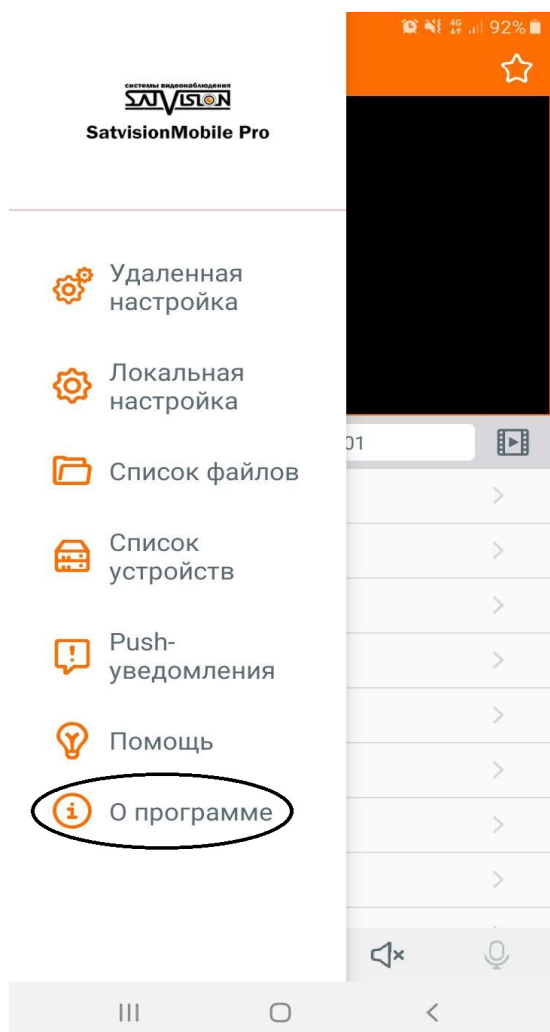 4G 92%
системы видеонаблюдения
SATVISION
SatvisionMobile Pro
Удаленная
настройка
Локальная
настройка
01
Список файлов
Список
устройств
Push-
уведомления
Помощь
i О программе